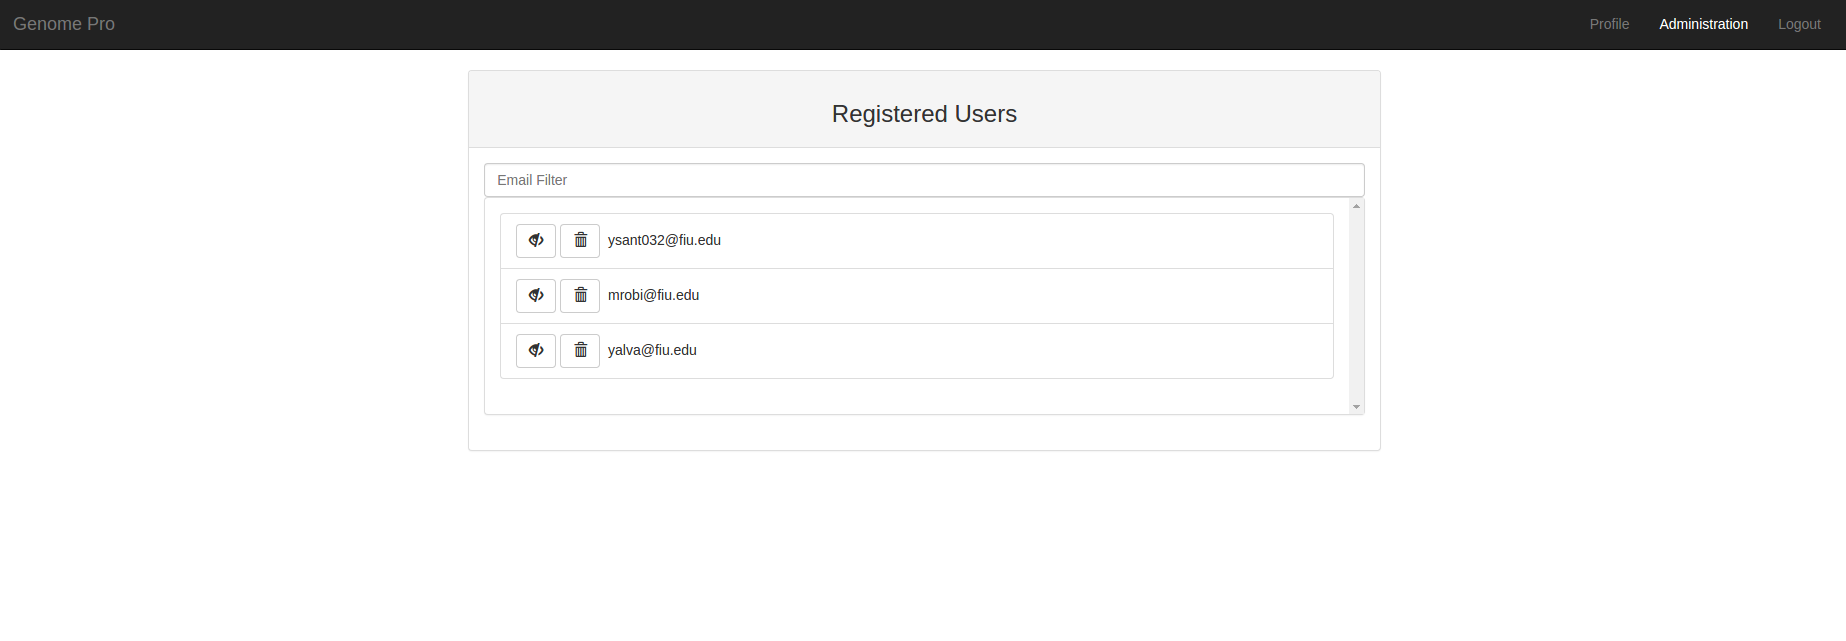 Genome Pro Profile Administration Logout
Registered Users
Email Filter
ysant032@fiu.edu
mrobi@fiu.edu
yalva@fiu.edu